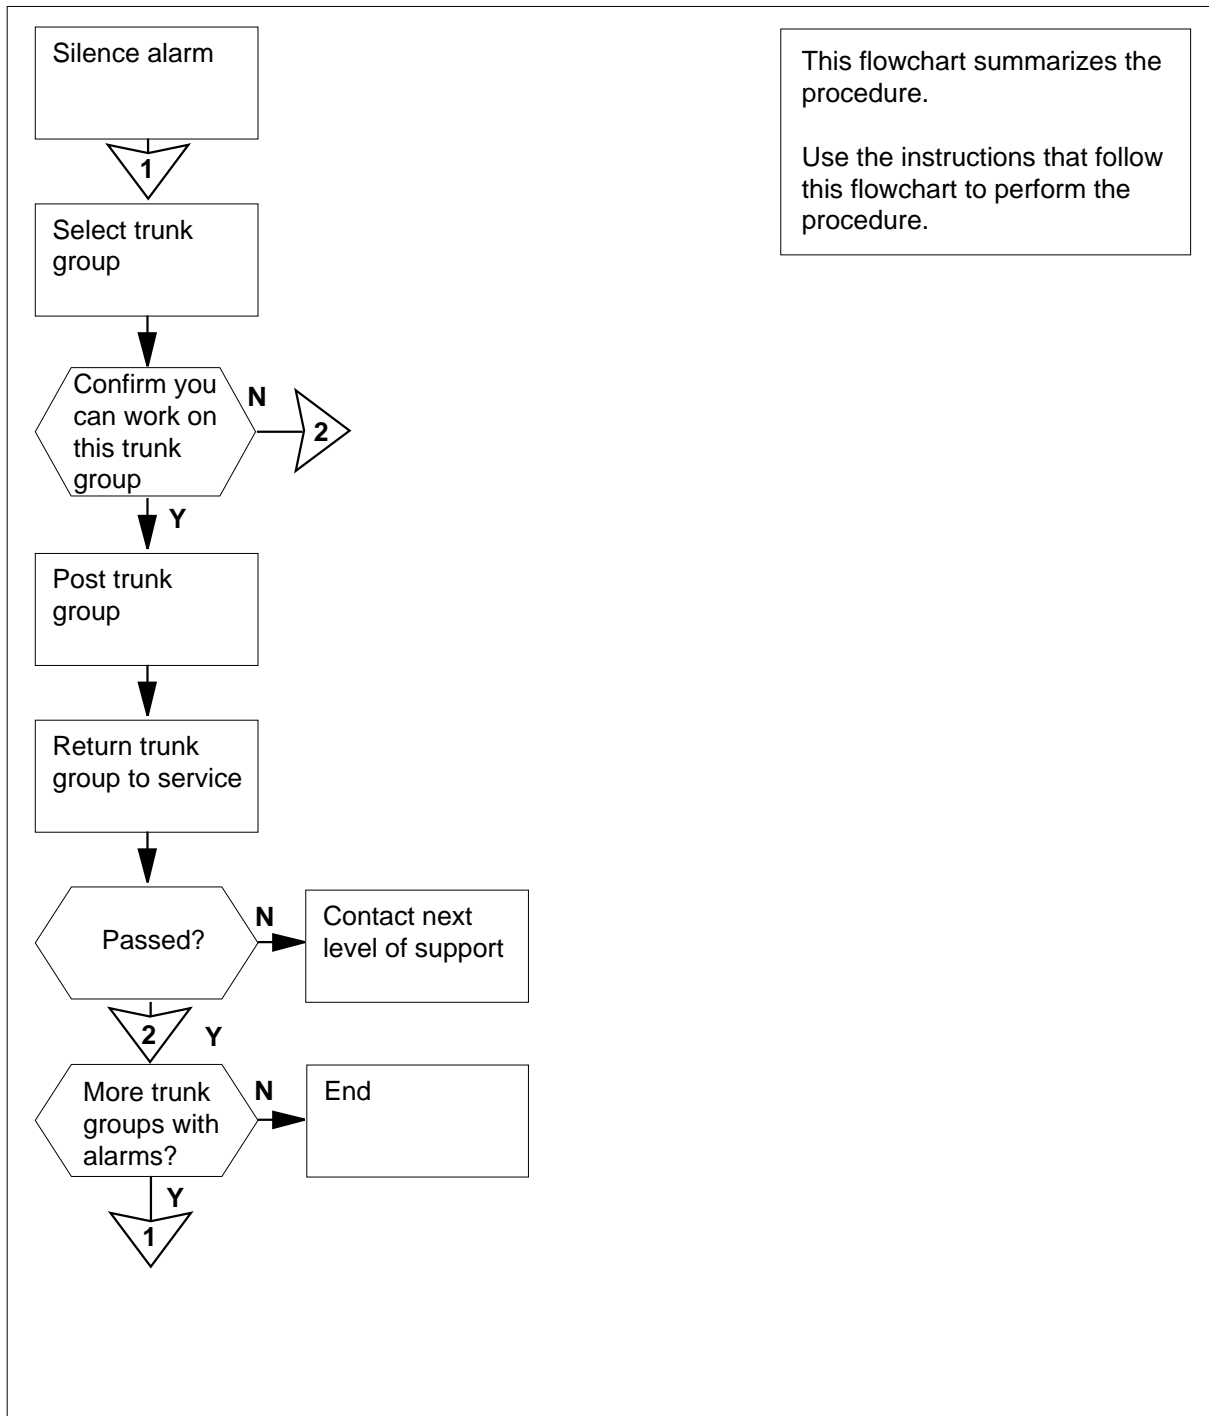 Silence alarm
This flowchart summarizes the
procedure.
Use the instructions that follow
this flowchart to perform the
procedure.
1
Select trunk
group
Confirm you
can work on
this trunk
group
N
2
Y
Post trunk
group
Return trunk
group to service
Passed?
N
Contact next
level of support
2
Y
More trunk
groups with
alarms?
N
End
Y
1